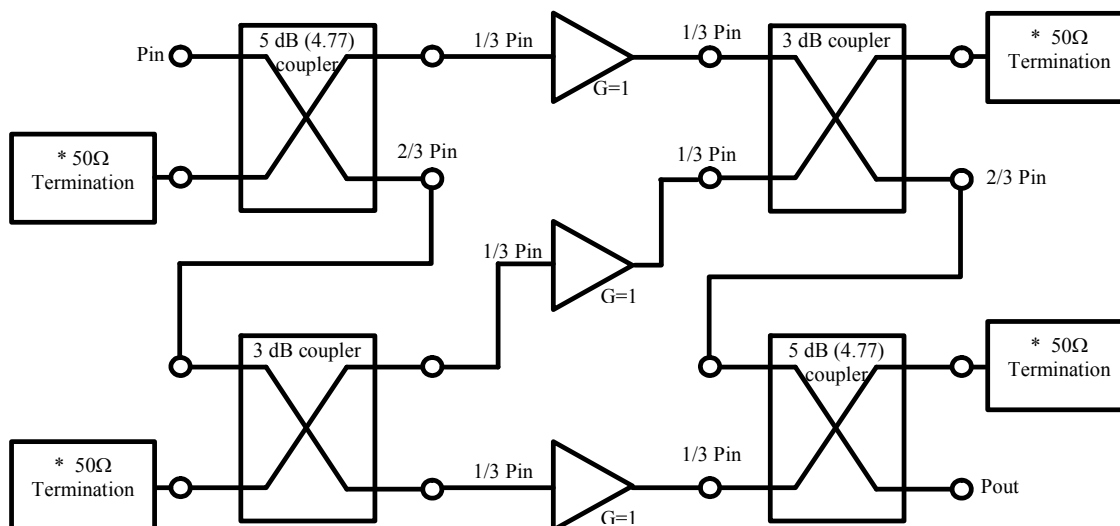 5 dB (4.77)
coupler
1/3 Pin
1/3 Pin
3 dB coupler
* 50Ω
Termination
Pin
G=1
* 50Ω
Termination
2/3 Pin
1/3 Pin
2/3 Pin
1/3 Pin
G=1
3 dB coupler
5 dB (4.77)
coupler
* 50Ω
Termination
* 50Ω
Termination
1/3 Pin
1/3 Pin
Pout
G=1